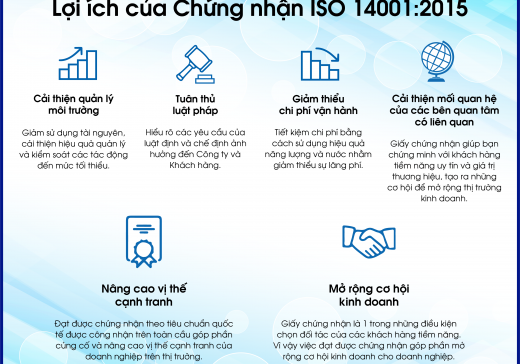 Lợi ích của Chứng nhận ISO 14001:2015
Cải thiện quản lý
môi trường
Giảm sử dụng tài nguyên,
cải thiện hiệu quả quản lý
và kiểm soát các tác động
đến mức tối thiểu.
Tuân thủ
luật pháp
Hiểu rõ các yêu cầu của
luật định và chế định ảnh
hưởng đến Công ty và
Khách hàng.
Giảm thiểu
chi phí vận hành
Tiết kiệm chi phí bằng
cách sử dụng hiệu quả
năng lượng và nước nhằm
giảm thiểu sự lãng phí.
Cải thiện mối quan hệ
của các bên quan tâm
có liên quan
Giấy chứng nhận giúp bạn
chứng minh với khách hàng
tiềm năng uy tín và giá trị
thương hiệu, tạo ra những
cơ hội để mở rộng thị trường
kinh doanh.
Nâng cao vị thế
cạnh tranh
Đạt được chứng nhận theo tiêu chuẩn quốc
tế được công nhận trên toàn cầu góp phần
củng cố và nâng cao vị thế cạnh tranh của
doanh nghiệp trên thị trường.
Mở rộng cơ hội
kinh doanh
Giấy chứng nhận là 1 trong những điều kiện
chọn đối tác của các khách hàng tiềm năng.
Vì vậy việc đạt được chứng nhận góp phần mở
rộng cơ hội kinh doanh cho doanh nghiệp.